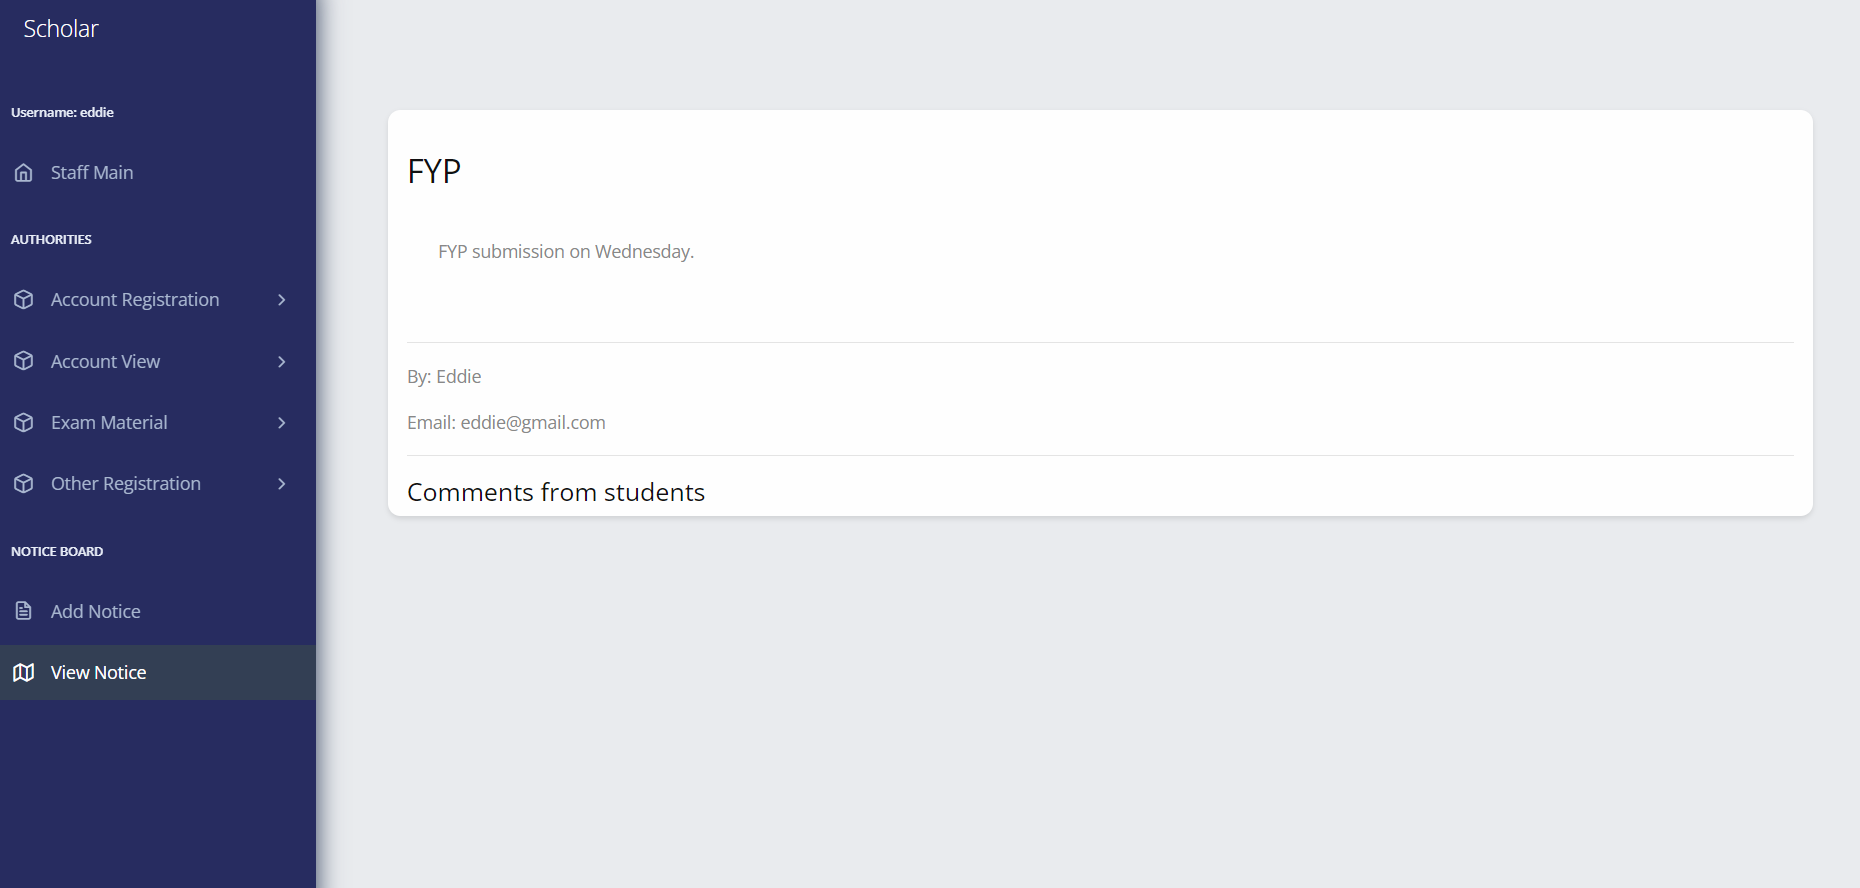 Scholar
Username: eddie
Staff Main
AUTHORITIES
Account Registration
Account View
Exam Material
Other Registration
NOTICE BOARD
Add Notice
View Notice
FYP
FYP submission on Wednesday.
By: Eddie
Email: eddie@gmail.com
Comments from students